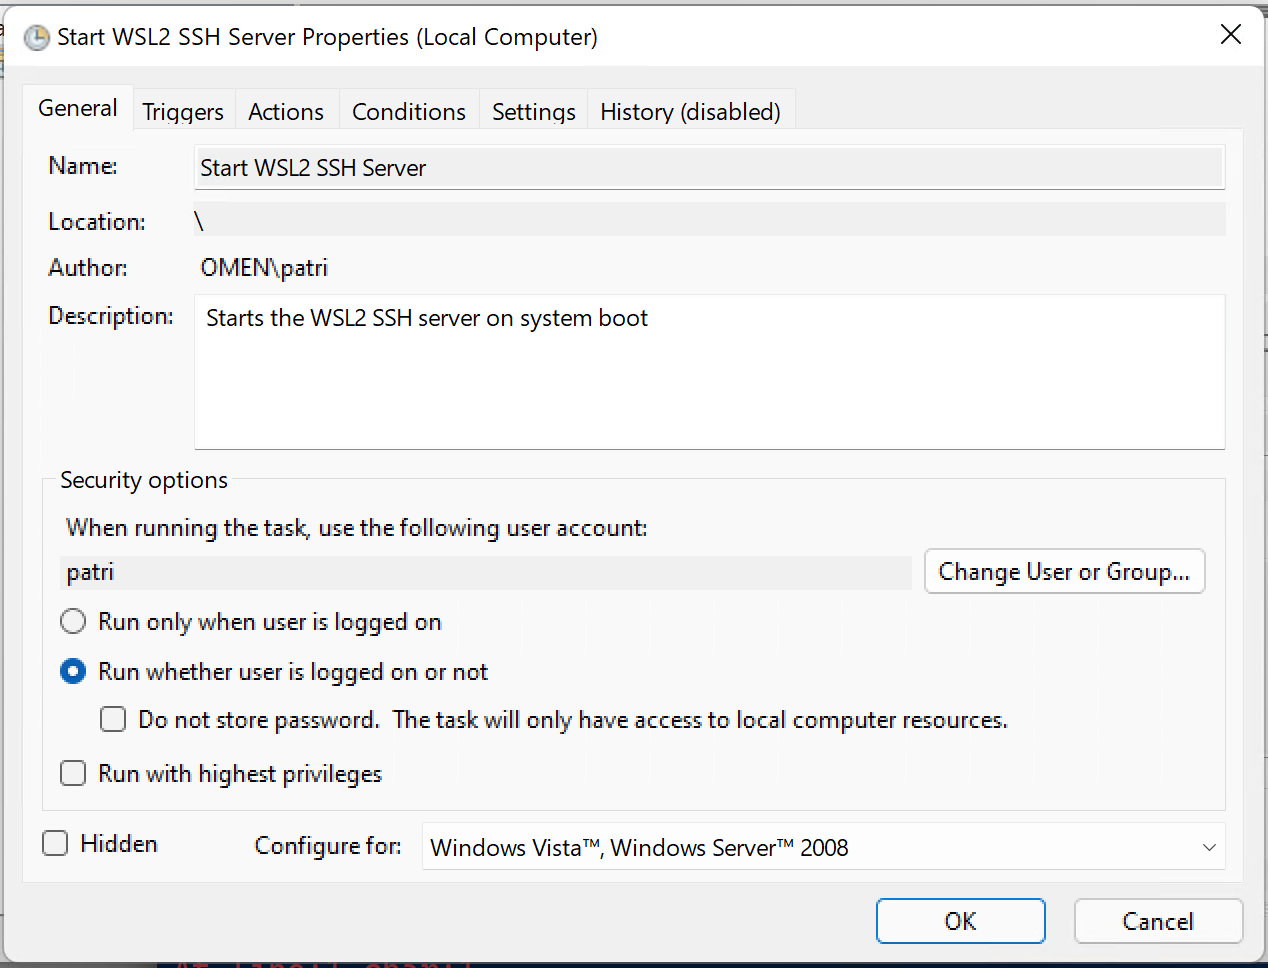 Start WSL2 SSH Server Properties (Local Computer)
General Triggers Actions Conditions Settings History (disabled)
Name: Start WSL2 SSH Server
Location: \
Author: OMEN\patri
Description: Starts the WSL2 SSH server on system boot
Security options
When running the task, use the following user account:
patri Change User or Group...
Run only when user is logged on
Run whether user is logged on or not
Do not store password. The task will only have access to local computer resources.
Run with highest privileges
Hidden Configure for: Windows Vista™, Windows Server™ 2008
OK Cancel